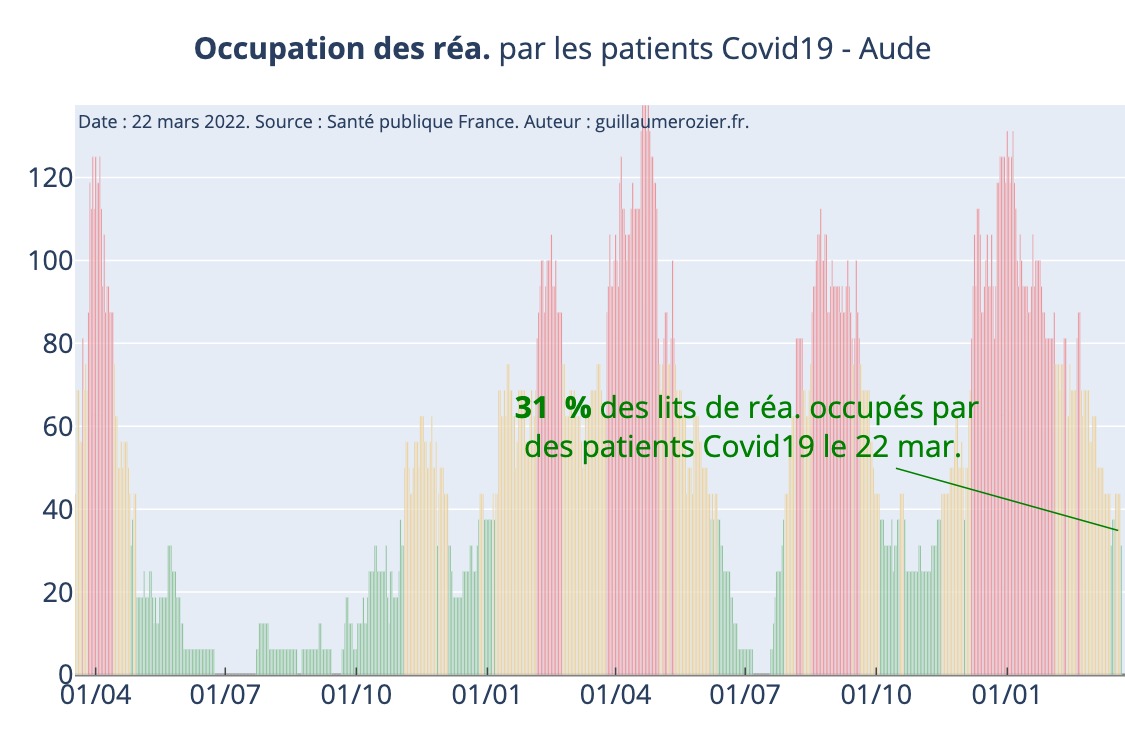 Occupation des réa. par les patients Covid19 - Aude
Date : 22 mars 2022. Source : Santé publique France. Auteur : guillaumerozier.fr.
120
100
80
60
40
20
0
31 % des lits de réa. occupés par
des patients Covid19 le 22 mar.
01/04 01/07 01/10 01/01 01/04 01/07 01/10 01/01